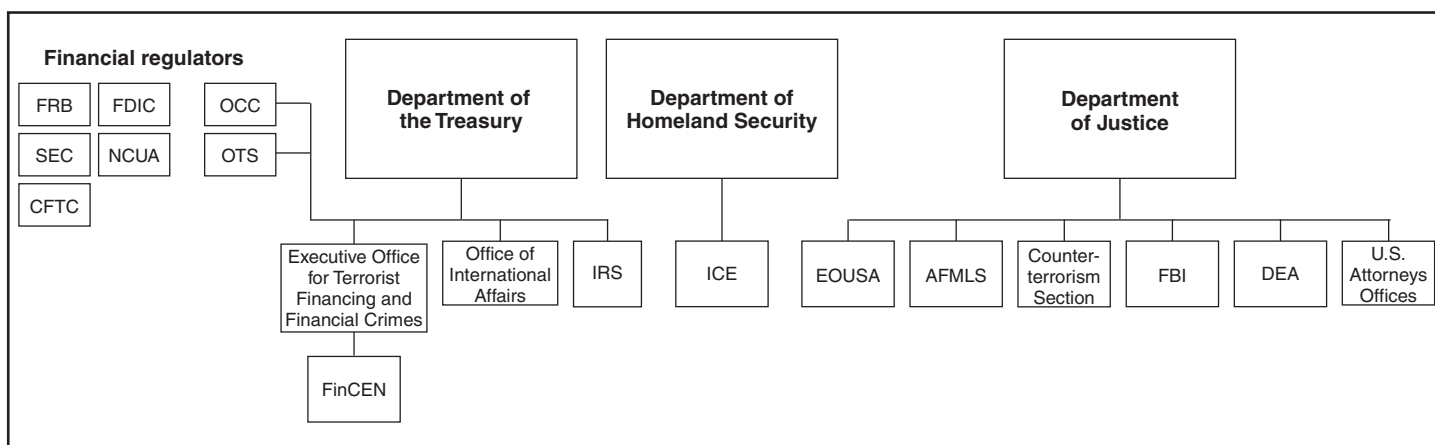 Financial regulators
FRB
FDIC
OCC
SEC
NCUA
OTS
CFTC
Department of
the Treasury
Department of
Homeland Security
Department
of Justice
Executive Office
for Terrorist
Financing and
Financial Crimes
Office of
International
Affairs
IRS
ICE
EOUSA
AFMLS
Counter-
terrorism
Section
FBI
DEA
U.S.
Attorneys
Offices
FinCEN